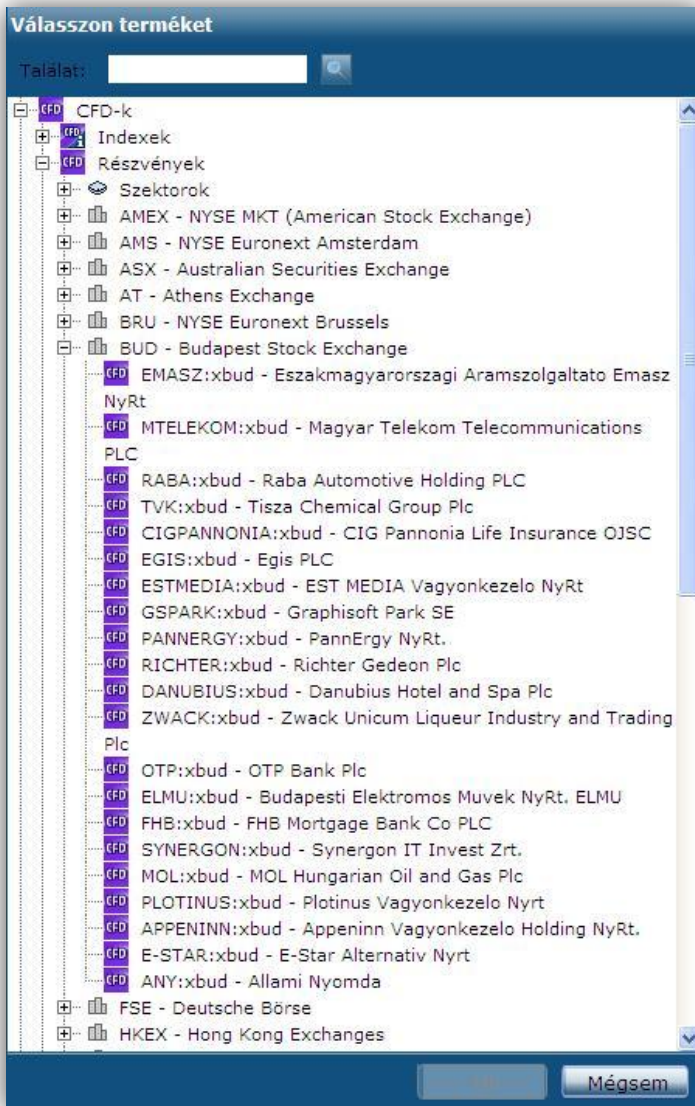 Válasszon terméket
Találat:
CFD CFD-k
CFD Indexek
CFD Részvények
Szektorok
AMEX - NYSE MKT (American Stock Exchange)
AMS - NYSE Euronext Amsterdam
ASX - Australian Securities Exchange
AT - Athens Exchange
BRU - NYSE Euronext Brussels
BUD - Budapest Stock Exchange
CFD EMASZ:xbud - Eszakmagyarorszagi Aramszolgaltato Emasz
NyRt
CFD MTELEKOM:xbud - Magyar Telekom Telecommunications
PLC
CFD RABA:xbud - Raba Automotive Holding PLC
CFD TVK:xbud - Tisza Chemical Group Plc
CFD CIGPANNONIA:xbud - CIG Pannonia Life Insurance OJSC
CFD EGIS:xbud - Egis PLC
CFD ESTMEDIA:xbud - EST MEDIA Vagyonkezelo NyRt
CFD GSPARK:xbud - Graphisoft Park SE
CFD PANNERGY:xbud - PannErgy NyRt.
CFD RICHTER:xbud - Richter Gedeon Plc
CFD DANUBIUS:xbud - Danubius Hotel and Spa Plc
CFD ZWACK:xbud - Zwack Unicum Liqueur Industry and Trading
Plc
CFD OTP:xbud - OTP Bank Plc
CFD ELMU:xbud - Budapesti Elektromos Muvek NyRt. ELMU
CFD FHB:xbud - FHB Mortgage Bank Co PLC
CFD SYNERGON:xbud - Synergon IT Invest Zrt.
CFD MOL:xbud - MOL Hungarian Oil and Gas Plc
CFD PLOTINUS:xbud - Plotinus Vagyonkezelo Nyrt
CFD APPENINN:xbud - Appeninn Vagyonkezelo Holding NyRt.
CFD E-STAR:xbud - E-Star Alternativ Nyrt
CFD ANY:xbud - Allami Nyomda
FSE - Deutsche Börse
HKEX - Hong Kong Exchanges
Mégsem